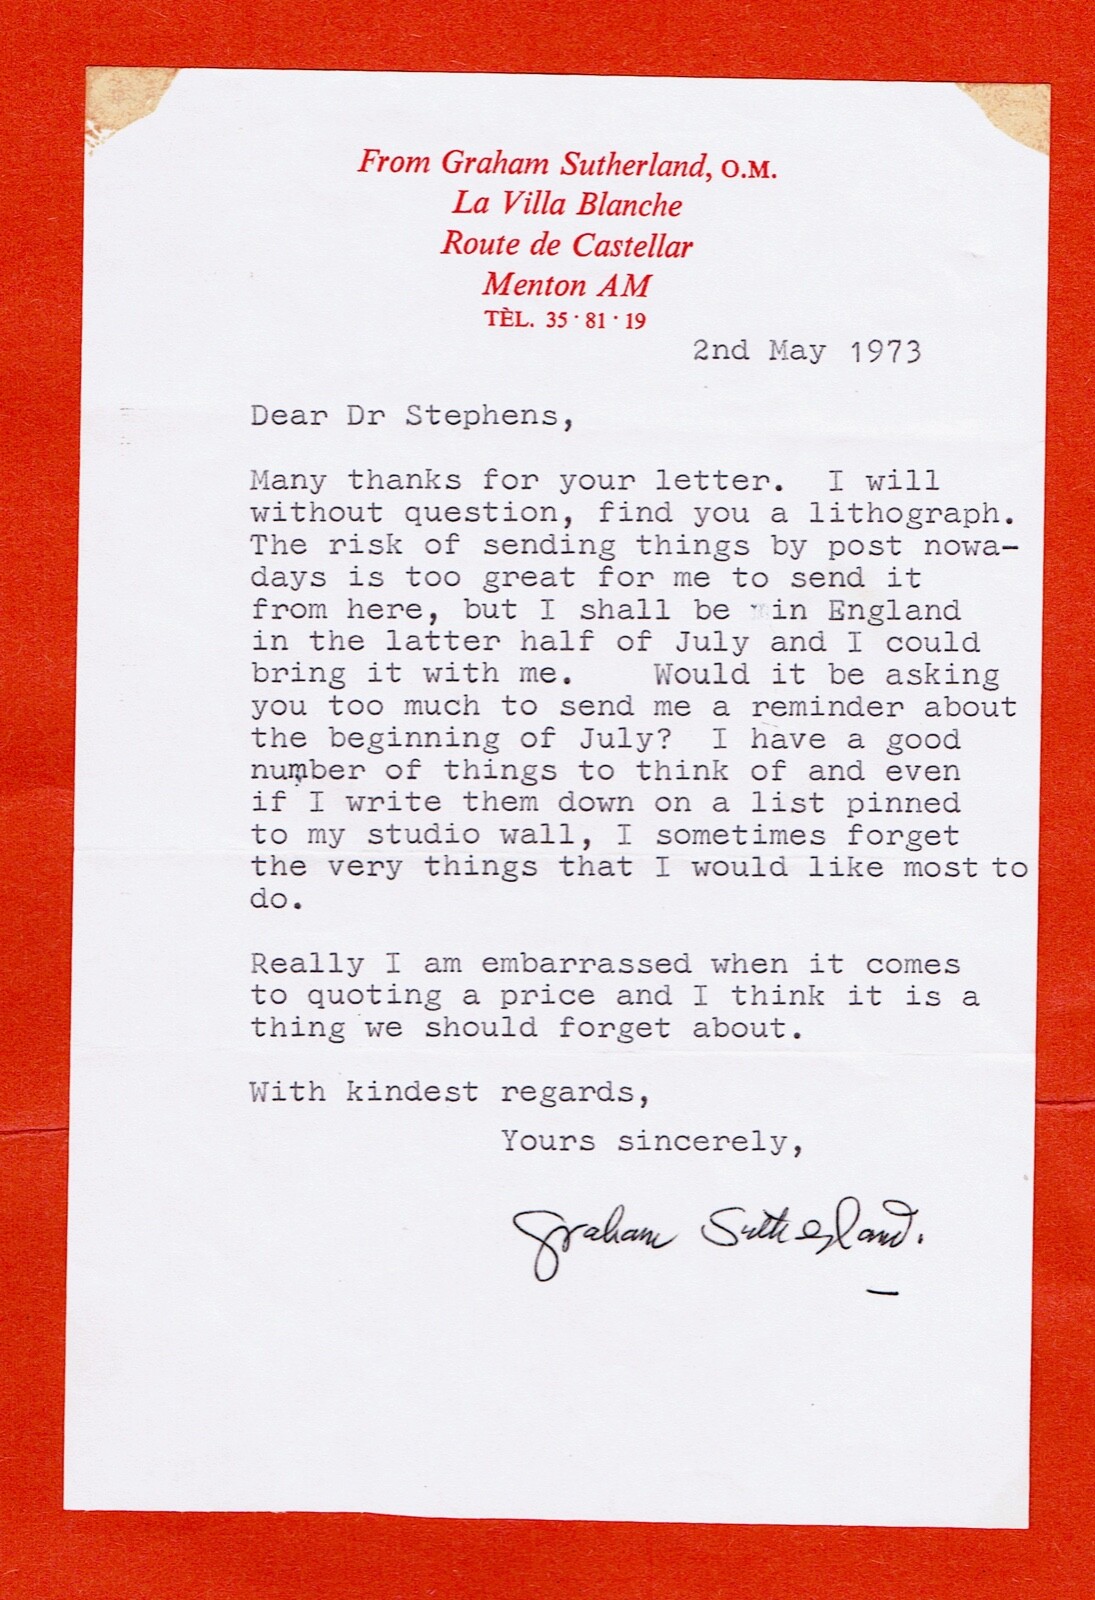 From Graham Sutherland, O.M.
La Villa Blanche
Route de Castellar
Menton AM
TÈL. 35 · 81 · 19
2nd May 1973
Dear Dr Stephens,
Many thanks for your letter. I will
without question, find you a lithograph.
The risk of sending things by post nowa-
days is too great for me to send it
from here, but I shall be in England
in the latter half of July and I could
bring it with me. Would it be asking
you too much to send me a reminder about
the beginning of July? I have a good
number of things to think of and even
if I write them down on a list pinned
to my studio wall, I sometimes forget
the very things that I would like most to
do.
Really I am embarrassed when it comes
to quoting a price and I think it is a
thing we should forget about.
With kindest regards,
Yours sincerely,
Graham Sutherland.